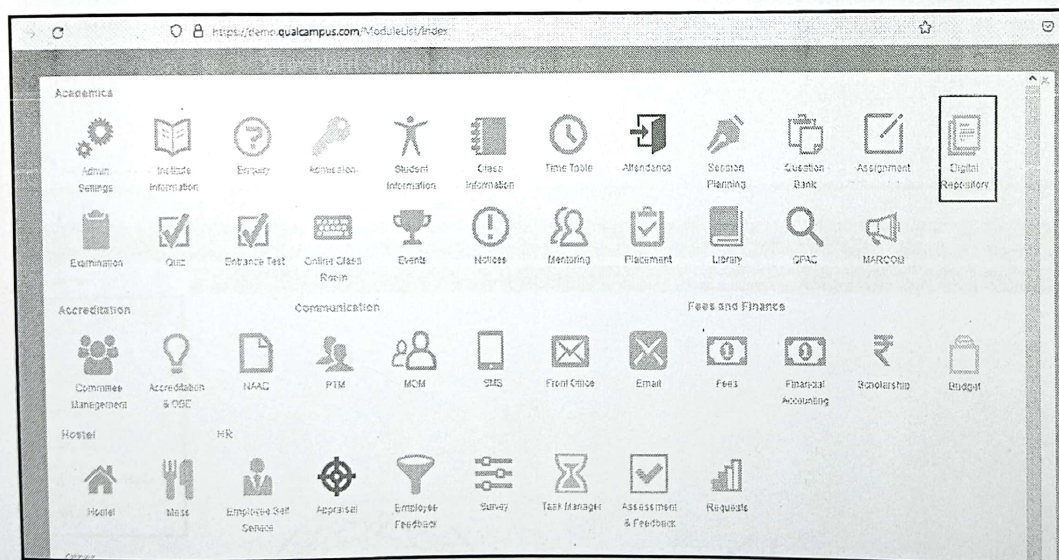 https://demo.qualcampus.com/ModuleList/Index
Academics
Admin Settings
Institute Information
Enquiry
Admission
Student Information
Class Information
Time Table
Attendance
Session Planning
Question Bank
Assignment
Digital Repository
Examination
Quiz
Entrance Test
Online Class Room
Events
Notices
Mentoring
Placement
Library
OPAC
MARCOM
Accreditation
Communication
Fees and Finance
Committee Management
Accreditation & OBE
NAAC
PTM
MOM
SMS
Front Office
Email
Fees
Financial Accounting
Scholarship
Budget
Hostel
HR
Hostel
Mess
Employee Self Service
Appraisal
Employee Feedback
Survey
Task Manager
Assessment & Feedback
Requests
Other